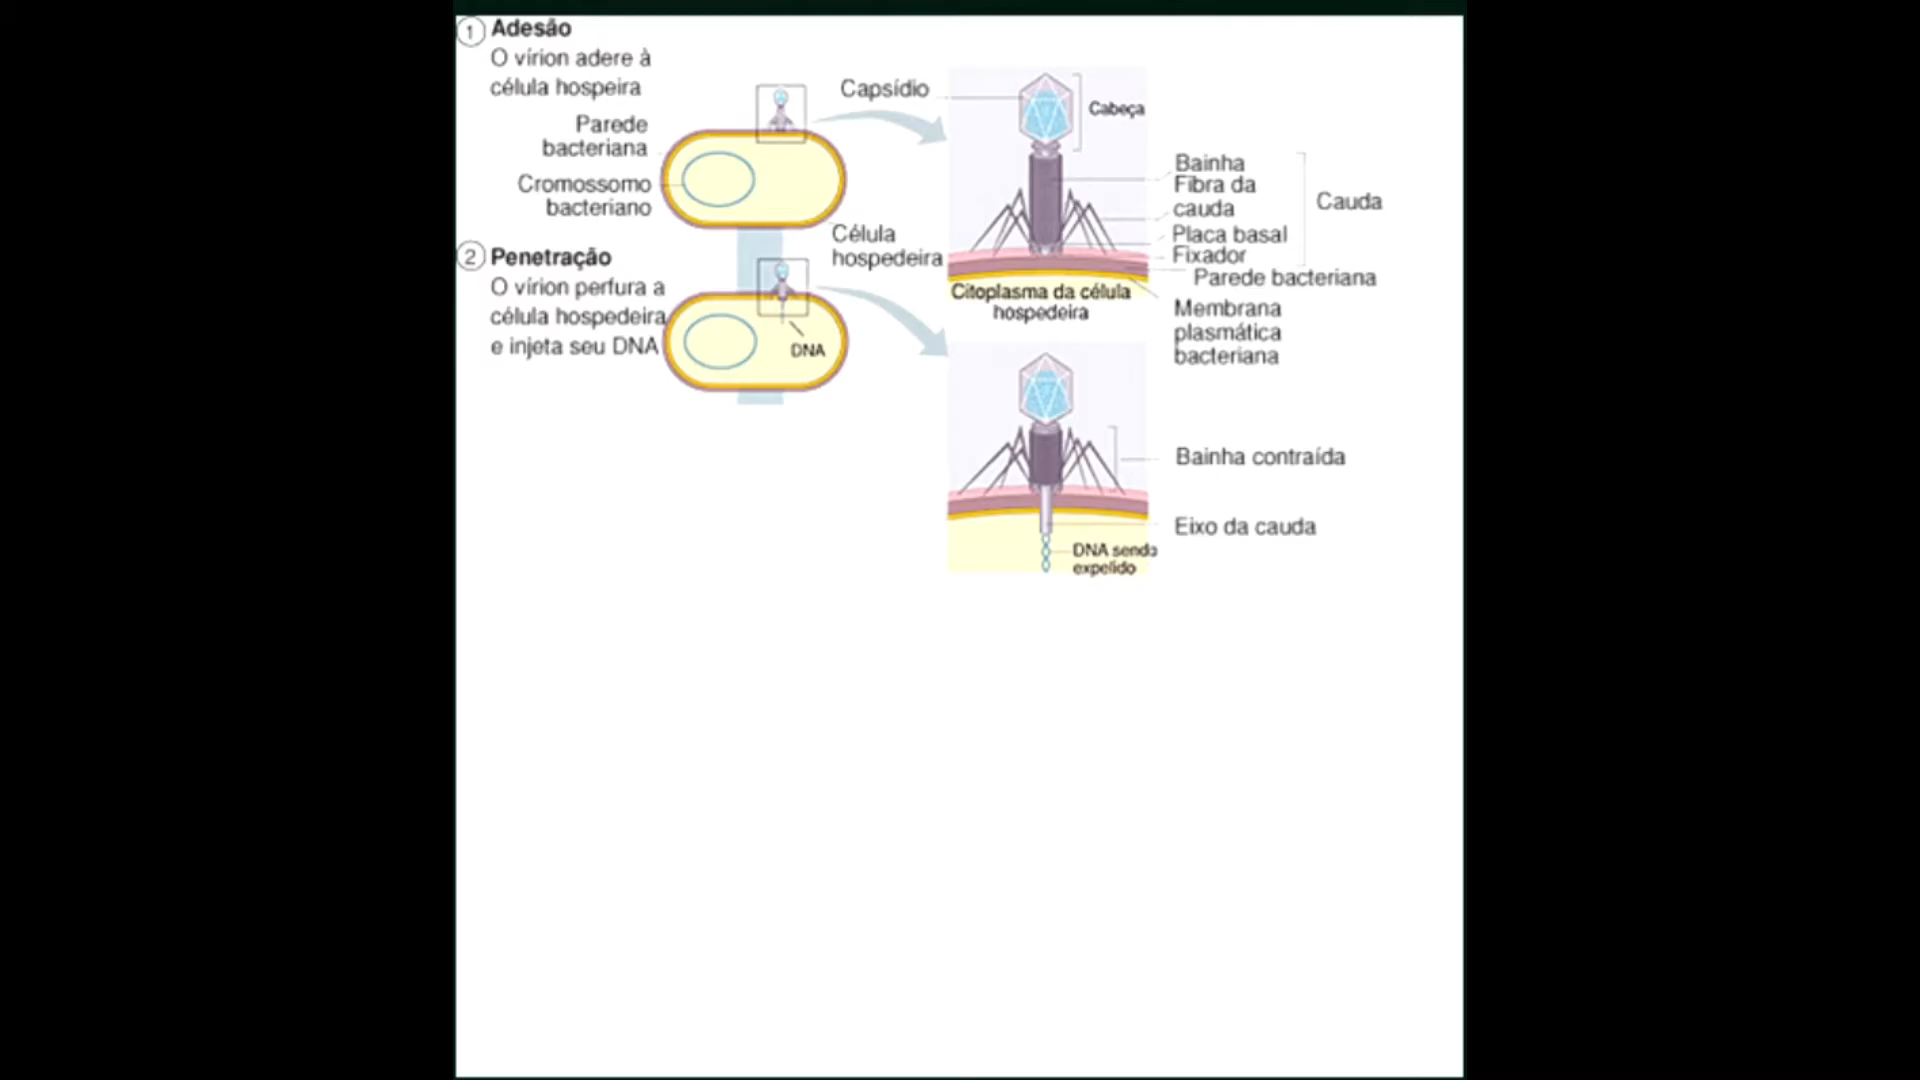 1 Adesão
O vírion adere à
célula hospeira
Parede
bacteriana
Cromossomo
bacteriano
Capsídio
Cabeça
Bainha
Fibra da
cauda
Placa basal
Fixador
Cauda
Parede bacteriana
Membrana
plasmática
bacteriana
Célula
hospedeira
Citoplasma da célula
hospedeira
2 Penetração
O vírion perfura a
célula hospedeira
e injeta seu DNA
DNA
Bainha contraída
Eixo da cauda
DNA sendo
expelido